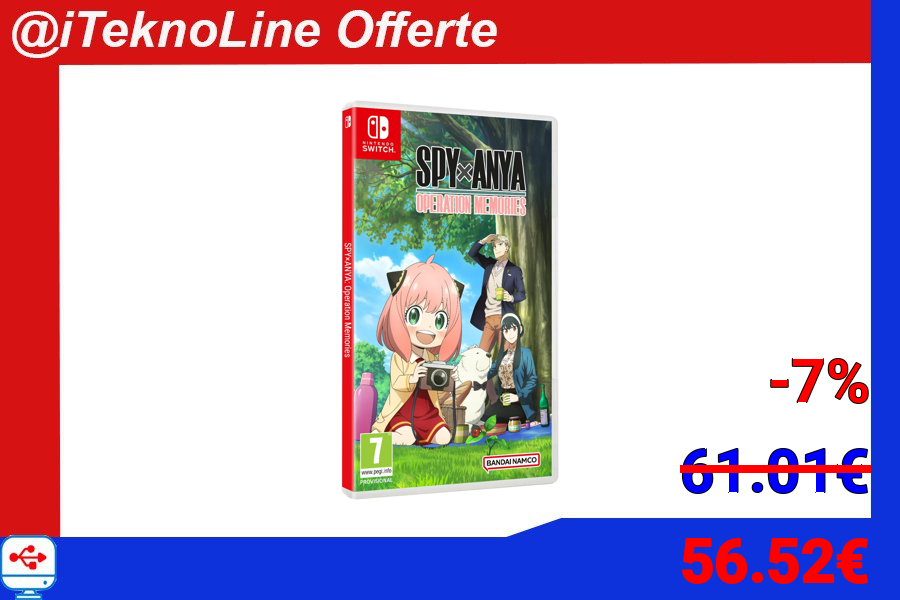 @iTeknoLine Offerte
NINTENDO
SWITCH.
SPY×ANYA
OPERATION MEMORIES
SPY×ANYA: Operation Memories
7
www.pegi.info
PROVISIONAL
BANDAI NAMCO
-7%
61.01€
56.52€